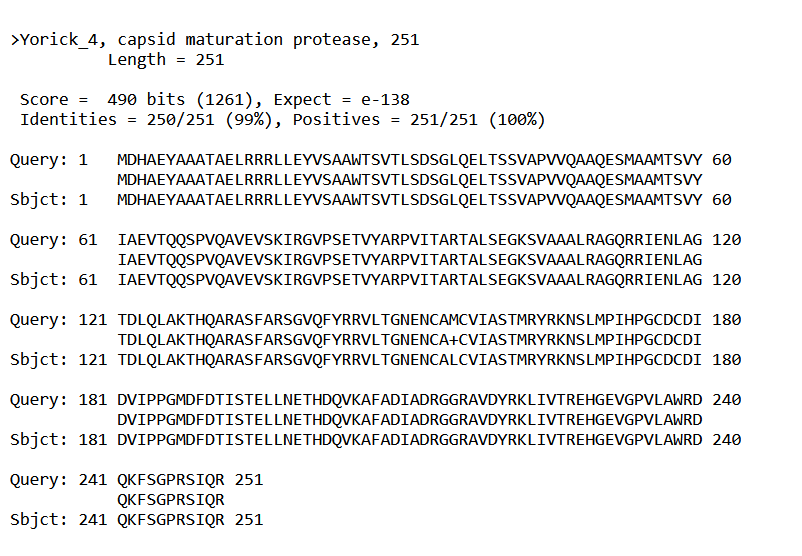 >Yorick_4, capsid maturation protease, 251
Length = 251
Score =  490 bits (1261), Expect = e-138
Identities = 250/251 (99%), Positives = 251/251 (100%)
Query: 1   MDHAEYAAATAELRRRLLEYVSAAWTSVTLSDSGLQELTSSVAPVVQAAQESMAAMTSVY 60
MDHAEYAAATAELRRRLLEYVSAAWTSVTLSDSGLQELTSSVAPVVQAAQESMAAMTSVY
Sbjct: 1   MDHAEYAAATAELRRRLLEYVSAAWTSVTLSDSGLQELTSSVAPVVQAAQESMAAMTSVY 60
Query: 61  IAEVTQQSPVQAVEVSKIRGVPSETVYARPVITARTALSEGKSVAAALRAGQRRIENLAG 120
IAEVTQQSPVQAVEVSKIRGVPSETVYARPVITARTALSEGKSVAAALRAGQRRIENLAG
Sbjct: 61  IAEVTQQSPVQAVEVSKIRGVPSETVYARPVITARTALSEGKSVAAALRAGQRRIENLAG 120
Query: 121 TDLQLAKTHQARASFARSGVQFYRRVLTGNENCAMCVIASTMRYRKNSLMPIHPGCDCDI 180
TDLQLAKTHQARASFARSGVQFYRRVLTGNENCA+CVIASTMRYRKNSLMPIHPGCDCDI
Sbjct: 121 TDLQLAKTHQARASFARSGVQFYRRVLTGNENCALCVIASTMRYRKNSLMPIHPGCDCDI 180
Query: 181 DVIPPGMDFDTISTELLNETHDQVKAFADIADRGGRAVDYRKLIVTREHGEVGPVLAWRD 240
DVIPPGMDFDTISTELLNETHDQVKAFADIADRGGRAVDYRKLIVTREHGEVGPVLAWRD
Sbjct: 181 DVIPPGMDFDTISTELLNETHDQVKAFADIADRGGRAVDYRKLIVTREHGEVGPVLAWRD 240
Query: 241 QKFSGPRSIQR 251
QKFSGPRSIQR
Sbjct: 241 QKFSGPRSIQR 251